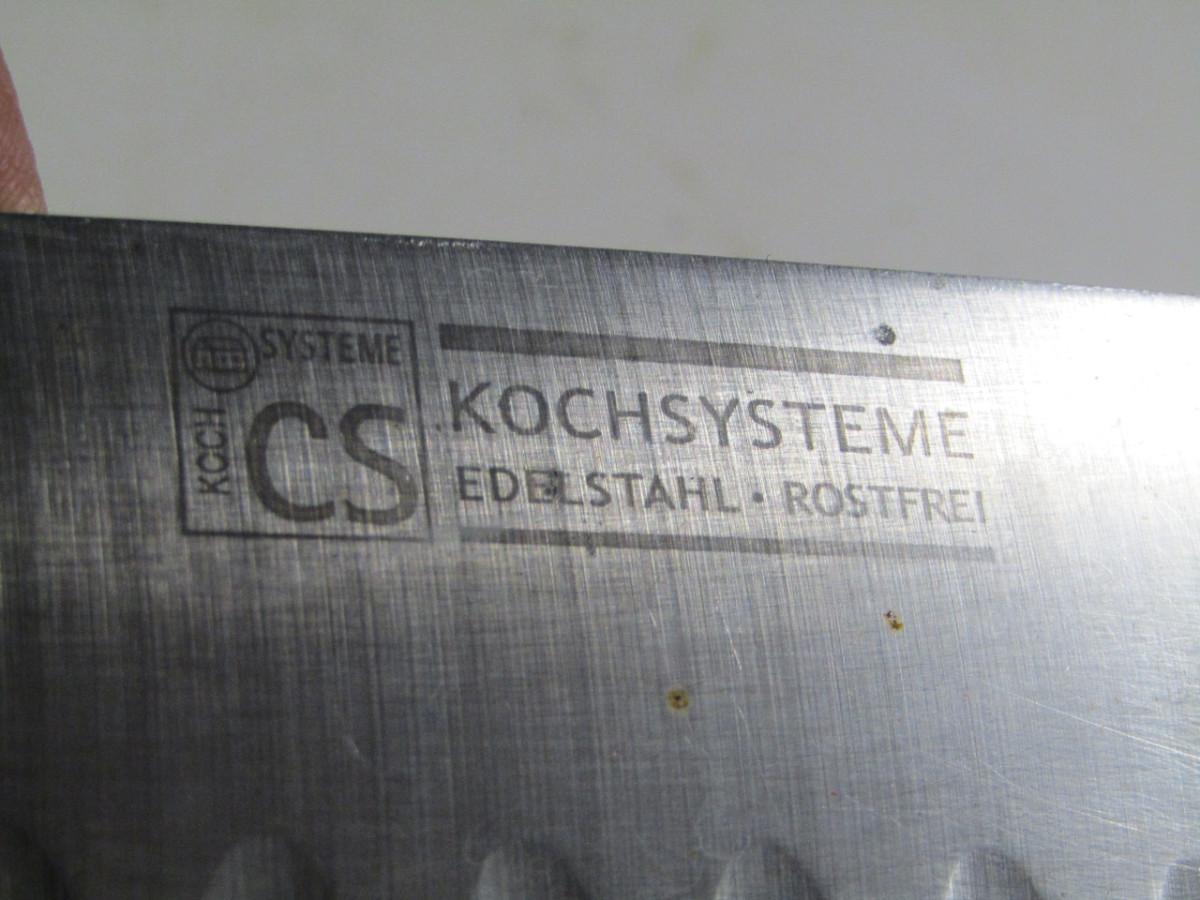 SYSTEME
KOCH
CS
KOCHSYSTEME
EDELSTAHL • ROSTFREI